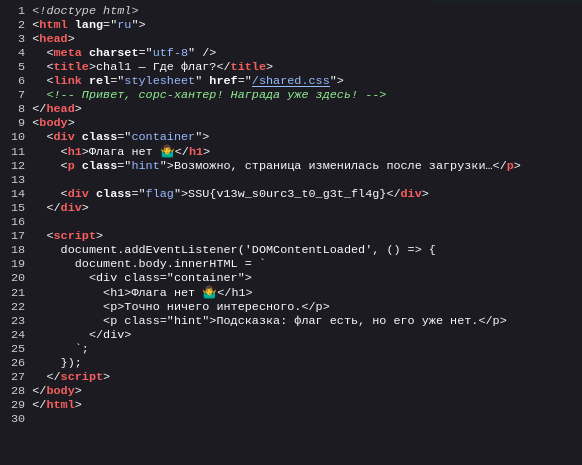 1 <!doctype html>
2 <html lang="ru">
3 <head>
4   <meta charset="utf-8" />
5   <title>chal1 — Где флаг?</title>
6   <link rel="stylesheet" href="/shared.css">
7   <!-- Привет, сорс-хантер! Награда уже здесь! -->
8 </head>
9 <body>
10   <div class="container">
11     <h1>Флага нет 🤷‍♂️</h1>
12     <p class="hint">Возможно, страница изменилась после загрузки…</p>
13
14     <div class="flag">SSU{v13w_s0urc3_t0_g3t_fl4g}</div>
15   </div>
16
17   <script>
18     document.addEventListener('DOMContentLoaded', () => {
19       document.body.innerHTML = `
20         <div class="container">
21           <h1>Флага нет 🤷‍♂️</h1>
22           <p>Точно ничего интересного.</p>
23           <p class="hint">Подсказка: флаг есть, но его уже нет.</p>
24         </div>
25       `;
26     });
27   </script>
28 </body>
29 </html>
30